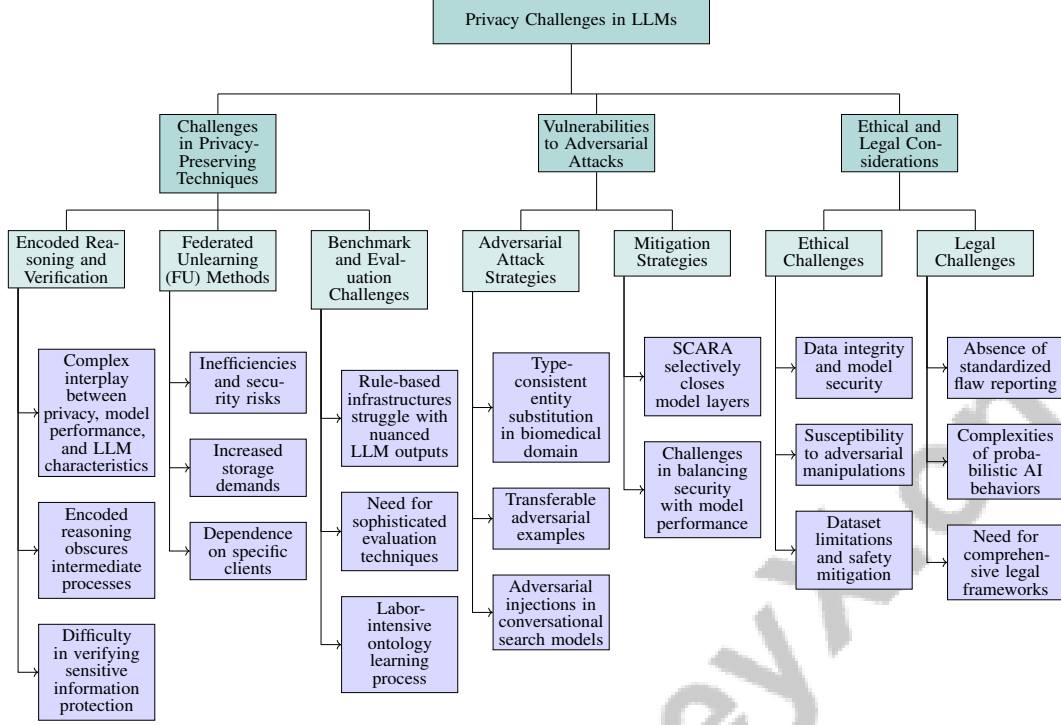 Privacy Challenges in LLMs
Challenges
in Privacy-
Preserving
Techniques
Vulnerabilities
to Adversarial
Attacks
Ethical and
Legal Con-
siderations
Encoded Rea-
soning and
Verification
Federated
Unlearning
(FU) Methods
Benchmark
and Eval-
uation
Challenges
Adversarial
Attack
Strategies
Mitigation
Strategies
Ethical
Challenges
Legal
Challenges
Complex
interplay
between
privacy, model
performance,
and LLM
characteristics
Encoded
reasoning
obscures
intermediate
processes
Difficulty
in verifying
sensitive
information
protection
Inefficiencies
and secu-
rity risks
Increased
storage
demands
Dependence
on specific
clients
Rule-based
infrastructures
struggle with
nuanced
LLM outputs
Need for
sophisticated
evaluation
techniques
Labor-
intensive
ontology
learning
process
Type-
consistent
entity
substitution
in biomedical
domain
Transferable
adversarial
examples
Adversarial
injections in
conversational
search models
SCARA
selectively
closes
model layers
Challenges
in balancing
security
with model
performance
Data integrity
and model
security
Susceptibility
to adversarial
manipulations
Dataset
limitations
and safety
mitigation
Absence of
standardized
flaw reporting
Complexities
of proba-
bilistic AI
behaviors
Need for
comprehen-
sive legal
frameworks